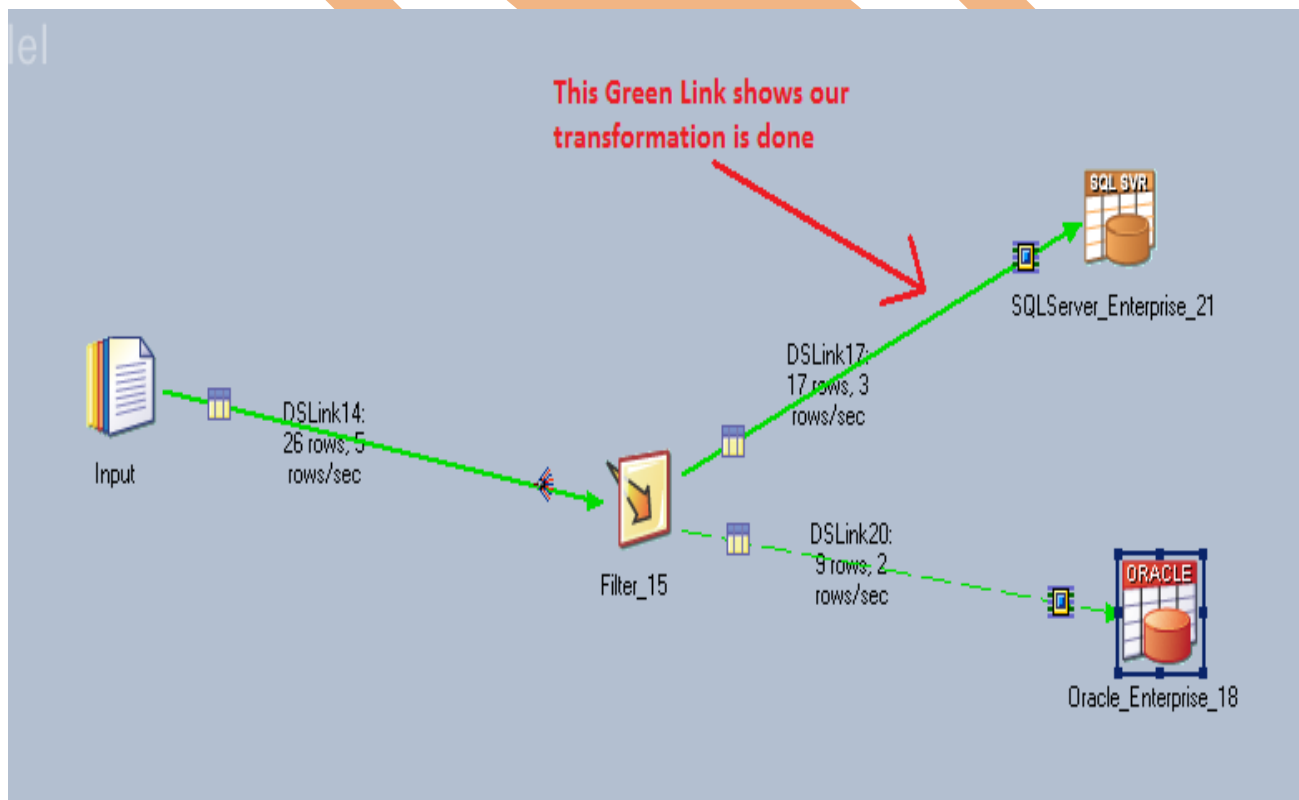 lel
This Green Link shows our
transformation is done
SQL SVR
SQLServer_Enterprise_21
DSLink17:
17 rows, 3
rows/sec
DSLink14:
26 rows, 5
rows/sec
Input
DSLink20:
9 rows, 2
rows/sec
Filter_15
ORACLE
Oracle_Enterprise_18